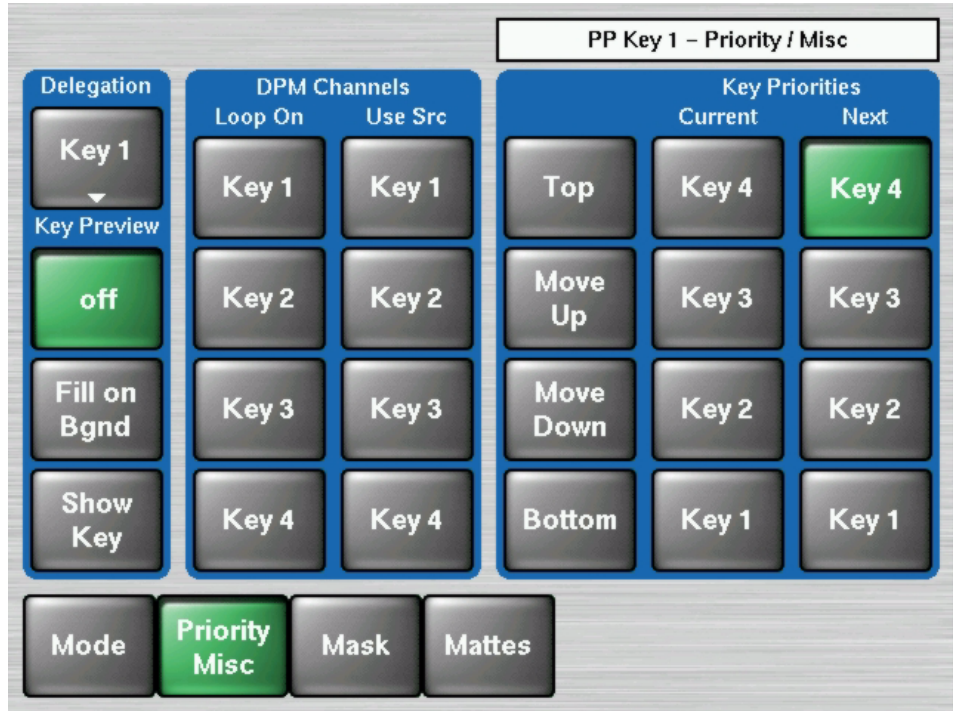 PP Key 1 – Priority / Misc
Delegation
Key 1
Key Preview
off
Fill on
Bgnd
Show
Key
DPM Channels
Loop On Use Src
Key 1 Key 1
Key 2 Key 2
Key 3 Key 3
Key 4 Key 4
Key Priorities
Current Next
Top Key 4 Key 4
Move
Up Key 3 Key 3
Move
Down Key 2 Key 2
Bottom Key 1 Key 1
Mode
Priority
Misc
Mask
Mattes